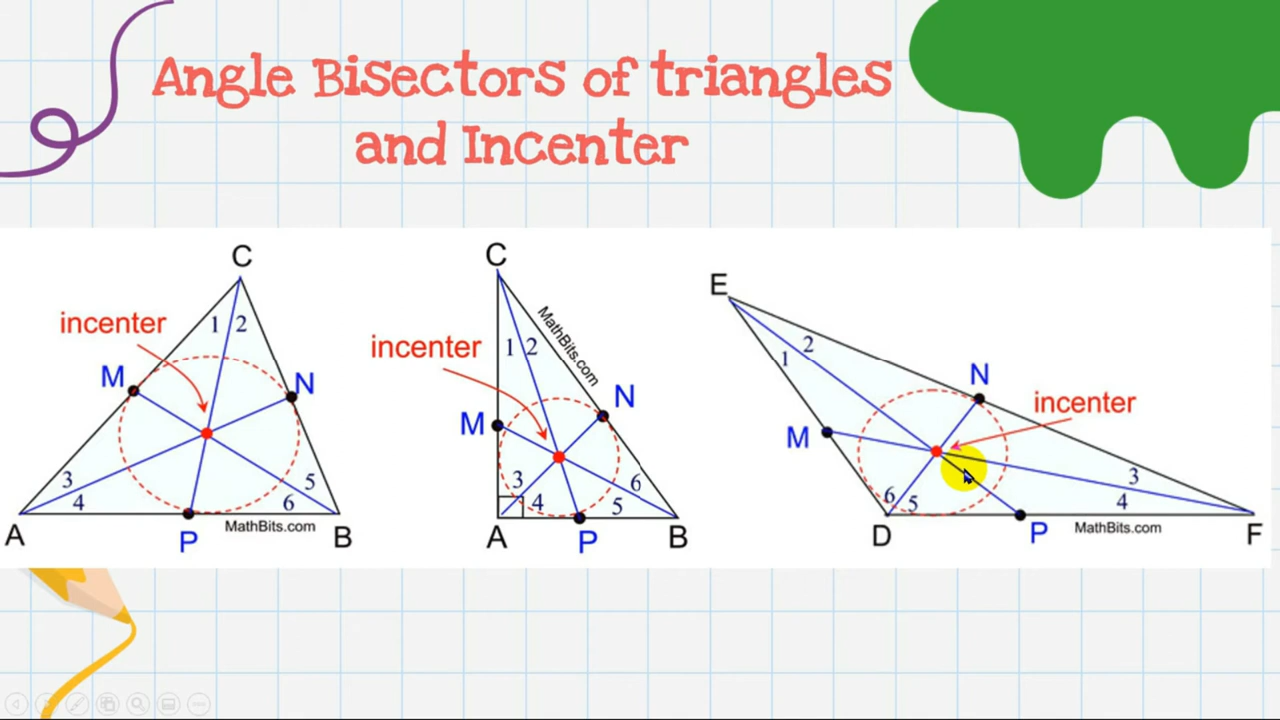 Angle Bisectors of triangles
and Incenter
C
incenter
1 2
M
N
3
4
5
6
A
P
MathBits.com
B
C
MathBits.com
incenter
1 2
M
N
3
4
6
5
A
P
B
E
2
1
N
incenter
M
3
4
6
5
D
P
MathBits.com
F